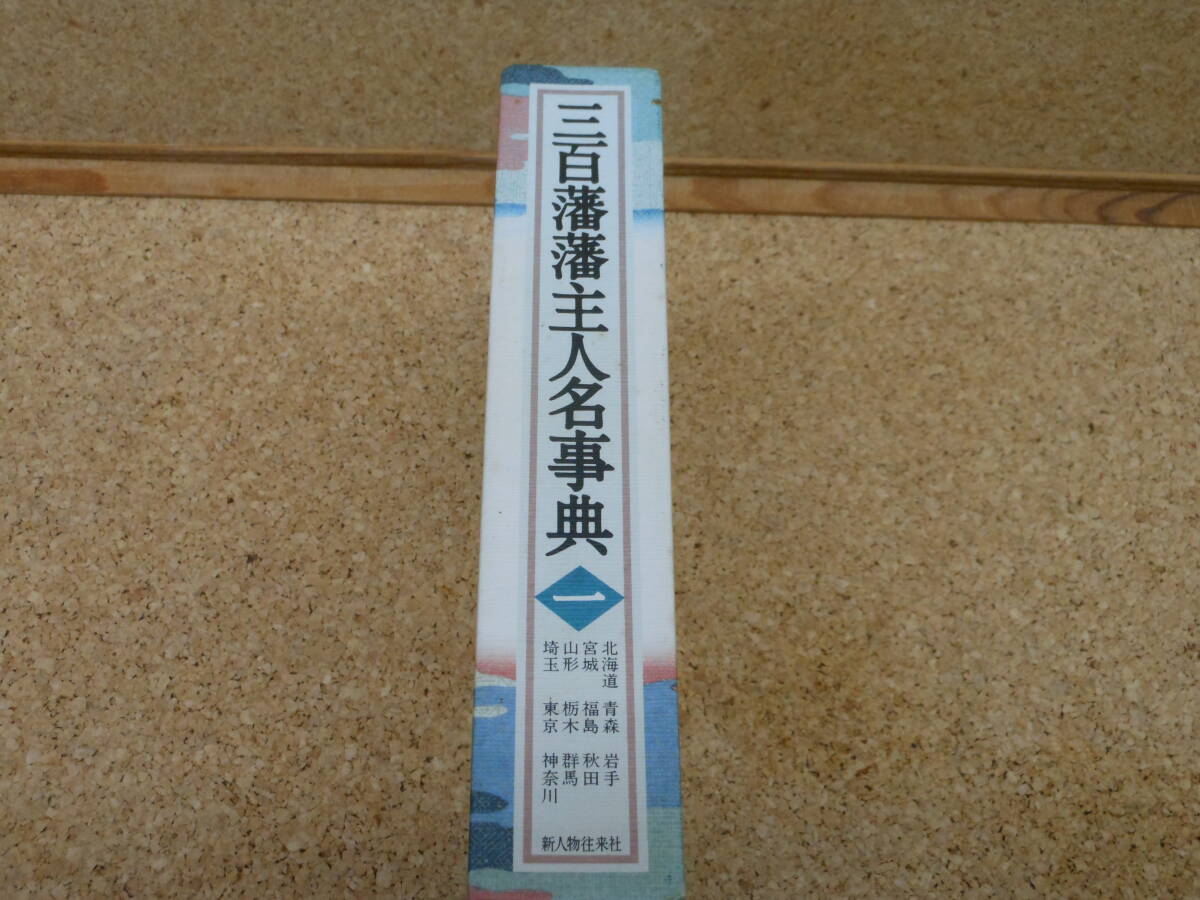 三百藩藩主人名事典
一
北海道 青森 岩手
宮城 福島 秋田
山形 栃木 群馬
埼玉 東京 神奈川
新人物往来社